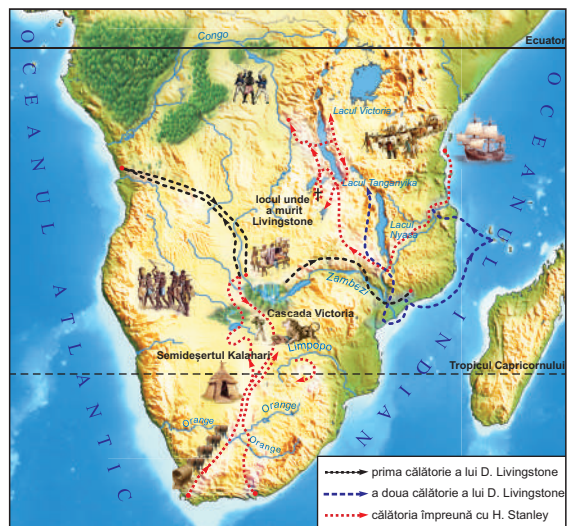 Congo
Ecuator
OCEANUL ATLANTIC
OCEANUL INDIAN
Lacul Victoria
Lacul Tanganyika
locul unde
a murit
Livingstone
Lacul
Nyasa
Zambezi
Cascada Victoria
Semideșertul Kalahari
Limpopo
Tropicul Capricornului
Orange
Orange
Orange
prima călătorie a lui D. Livingstone
a doua călătorie a lui D. Livingstone
călătoria împreună cu H. Stanley